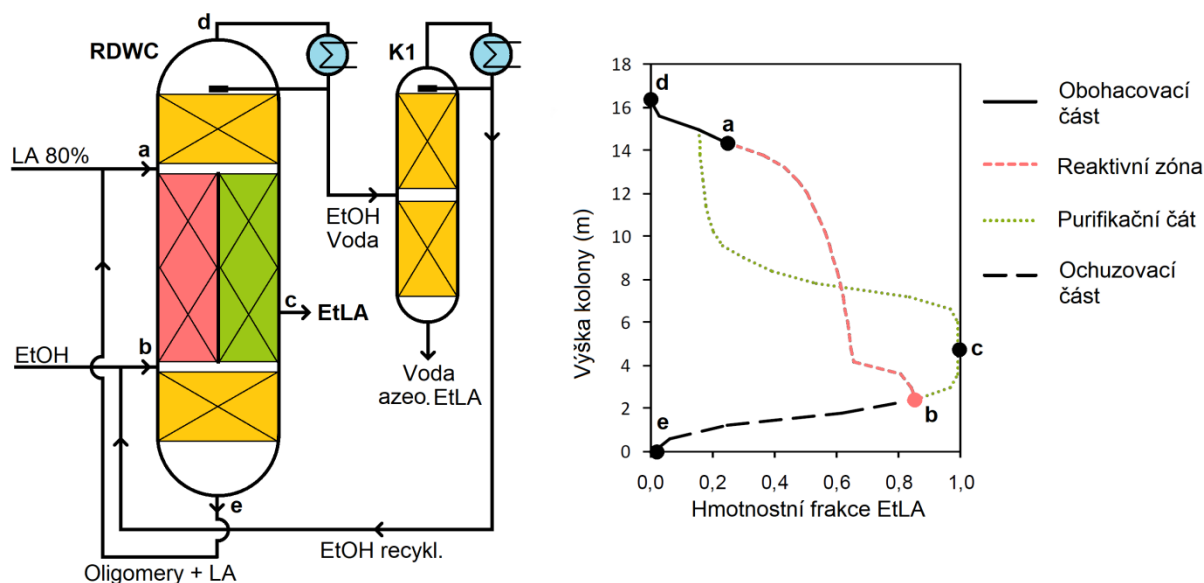 d
RDWC
K1
LA 80%
a
EtOH
Voda
c
EtLA
EtOH
b
Voda
azeo. EtLA
e
EtOH recykl.
Oligomery + LA
Výška kolony (m)
18
16
14
12
10
8
6
4
2
0
0,0
0,2
0,4
0,6
0,8
1,0
Hmotnostní frakce EtLA
d
a
c
b
e
Obohacovací
část
Reaktivní zóna
Purifikační čát
Ochuzovací
část